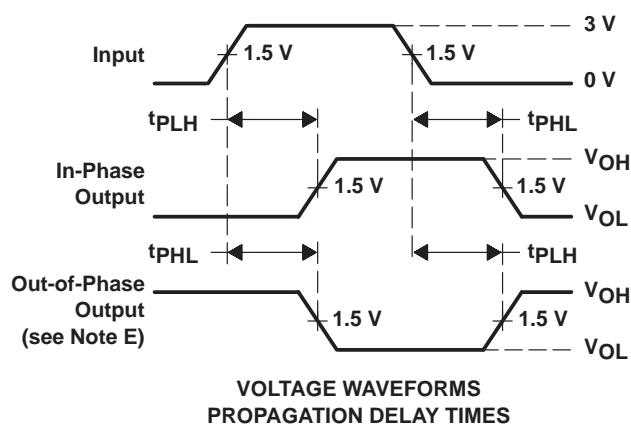 3 V
Input
1.5 V
1.5 V
0 V
tPLH
tPHL
In-Phase
Output
1.5 V
1.5 V
VOH
VOL
tPHL
tPLH
Out-of-Phase
Output
(see Note E)
1.5 V
1.5 V
VOH
VOL
VOLTAGE WAVEFORMS
PROPAGATION DELAY TIMES